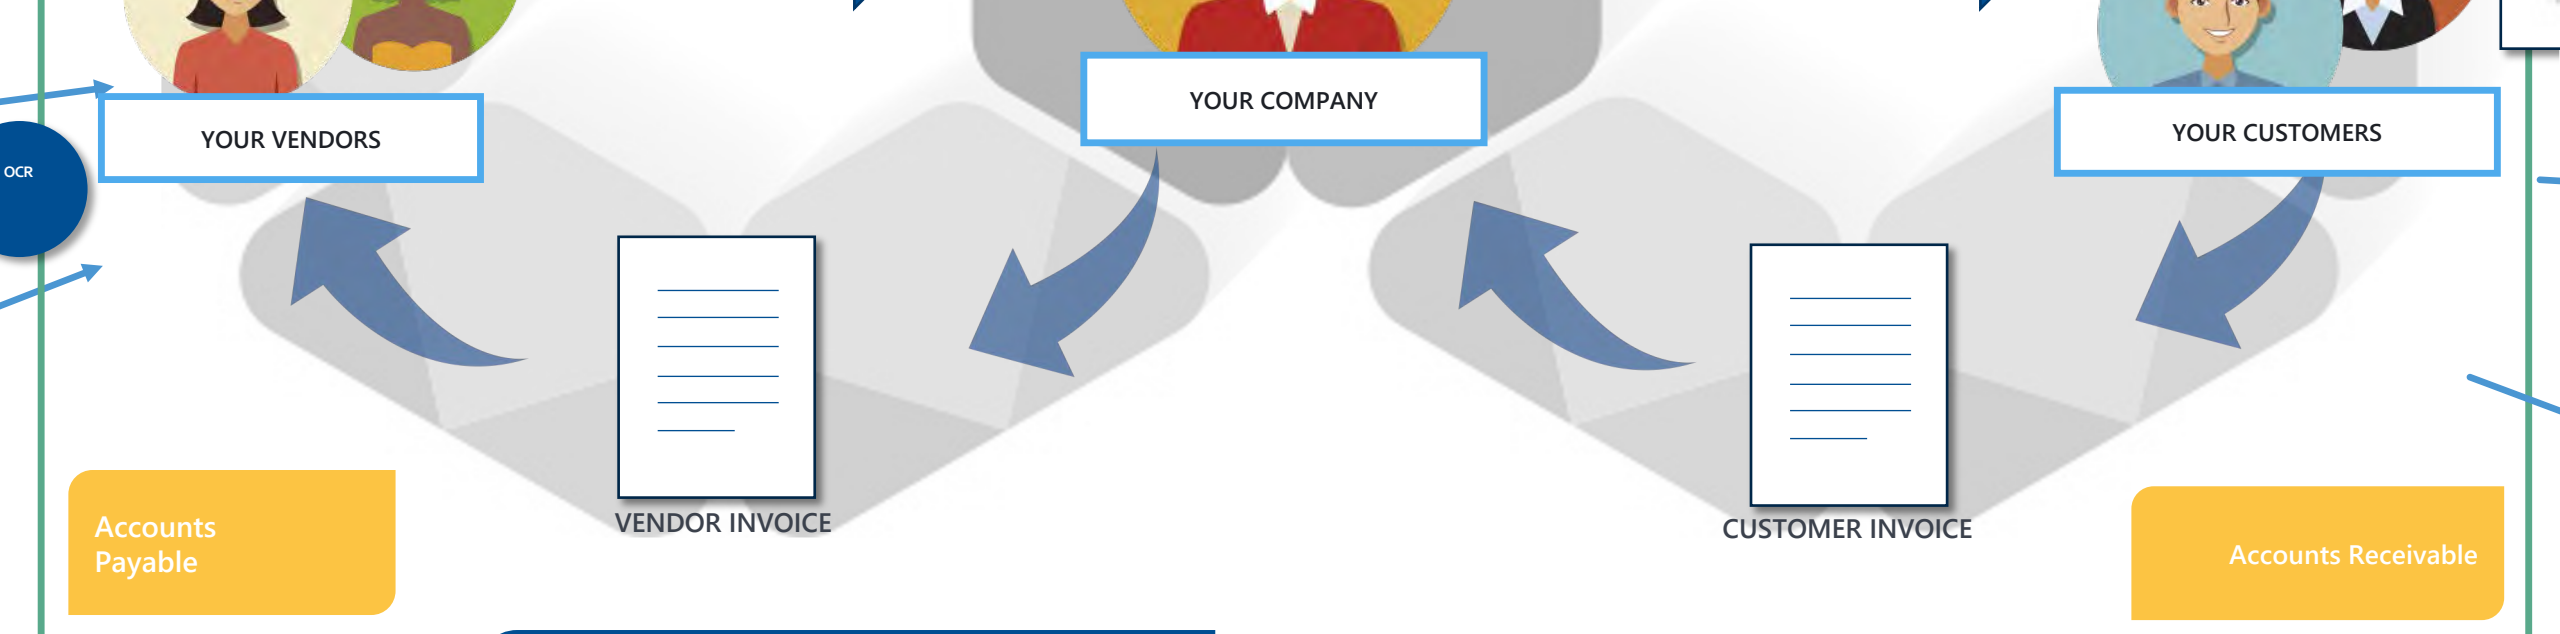 YOUR COMPANY
YOUR VENDORS
YOUR CUSTOMERS
OCR
VENDOR INVOICE
CUSTOMER INVOICE
Accounts
Payable
Accounts Receivable